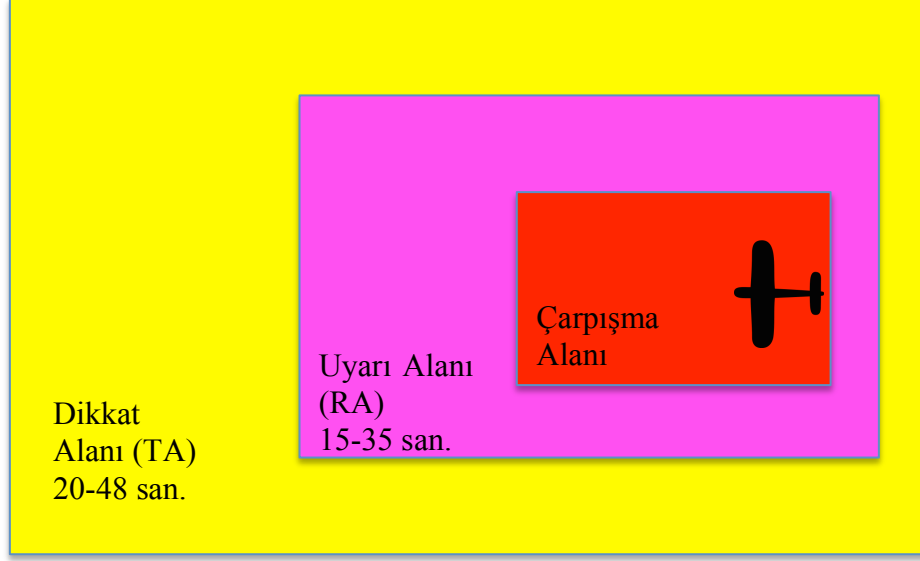 Çarpışma
Alanı
Uyarı Alanı
(RA)
15-35 san.
Dikkat
Alanı (TA)
20-48 san.